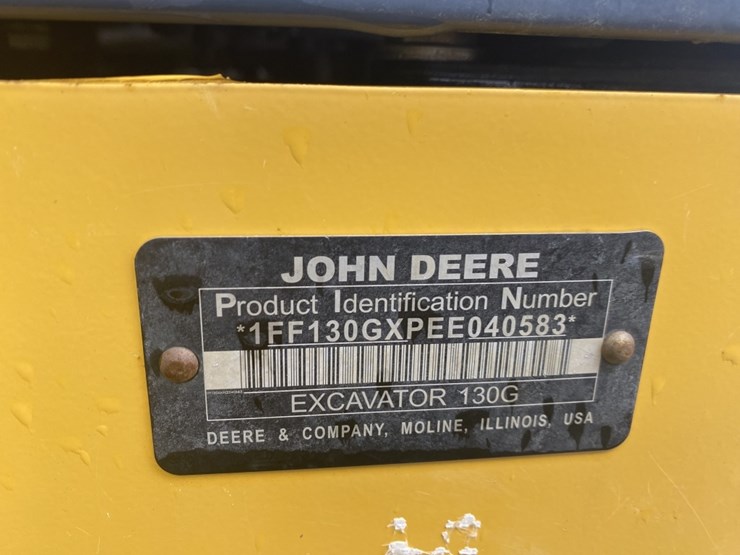 JOHN DEERE
Product Identification Number
*1FF130GXPEE040583*
EXCAVATOR 130G
DEERE & COMPANY, MOLINE, ILLINOIS, USA